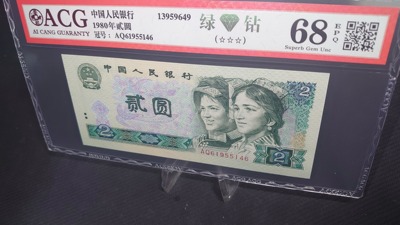 ACG
AI CANG GUARANTY
中国人民银行
1980年贰圆
冠号：AQ61955146
13959649
绿 钻
(☆☆☆)
68
EPQ
Superb Gem Unc
中国人民银行
贰圆
2
2
AQ61955146